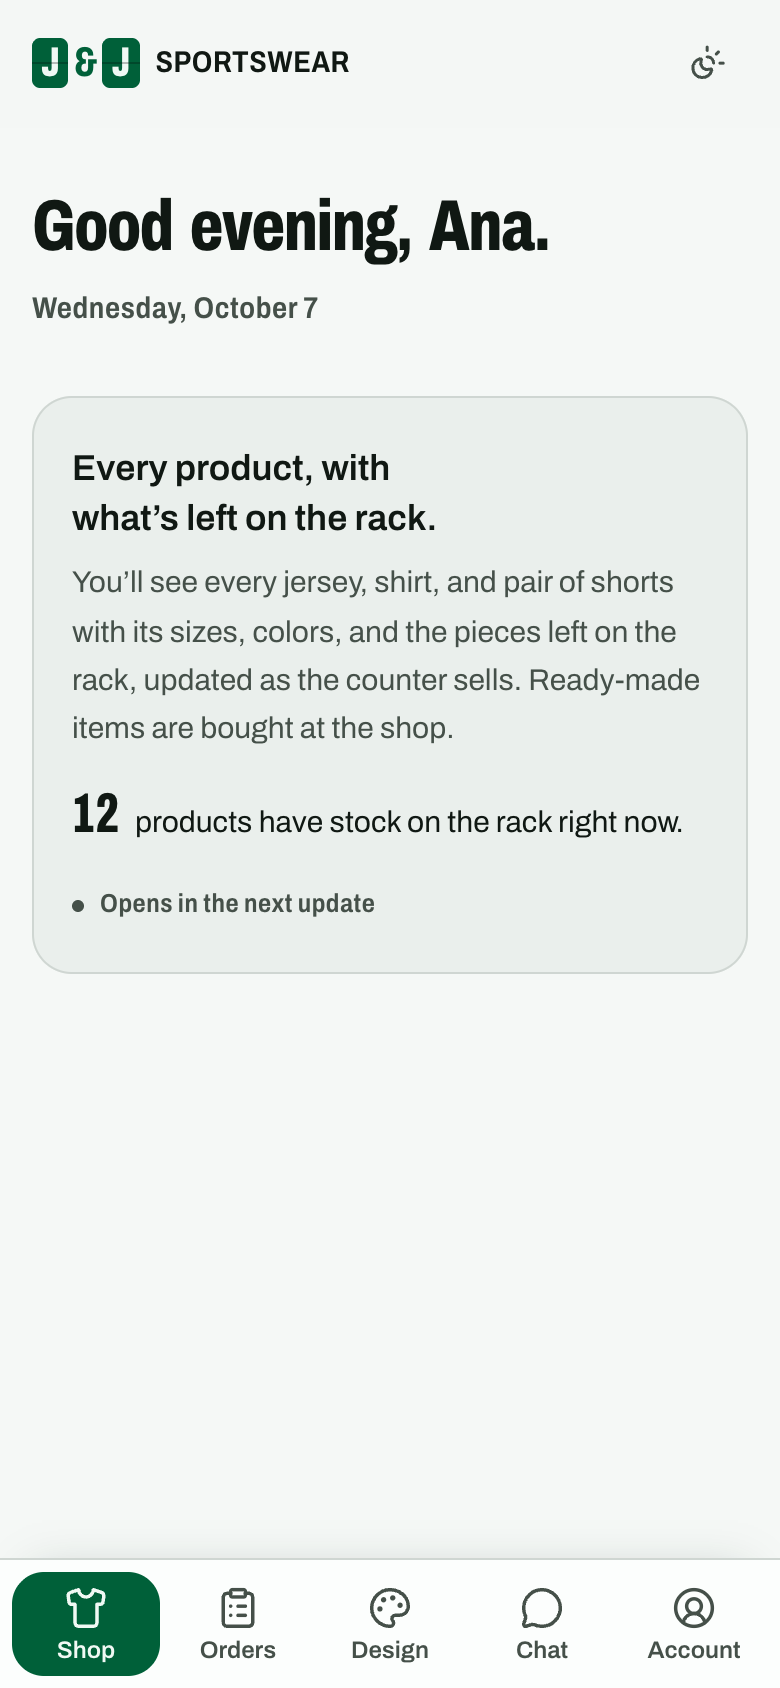 J & J SPORTSWEAR
Good evening, Ana.
Wednesday, October 7
Every product, with
what’s left on the rack.
You’ll see every jersey, shirt, and pair of shorts
with its sizes, colors, and the pieces left on the
rack, updated as the counter sells. Ready-made
items are bought at the shop.
12 products have stock on the rack right now.
Opens in the next update
Shop
Orders
Design
Chat
Account